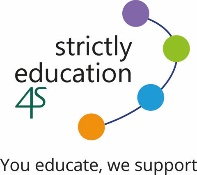 strictly
education
4S
You educate, we support